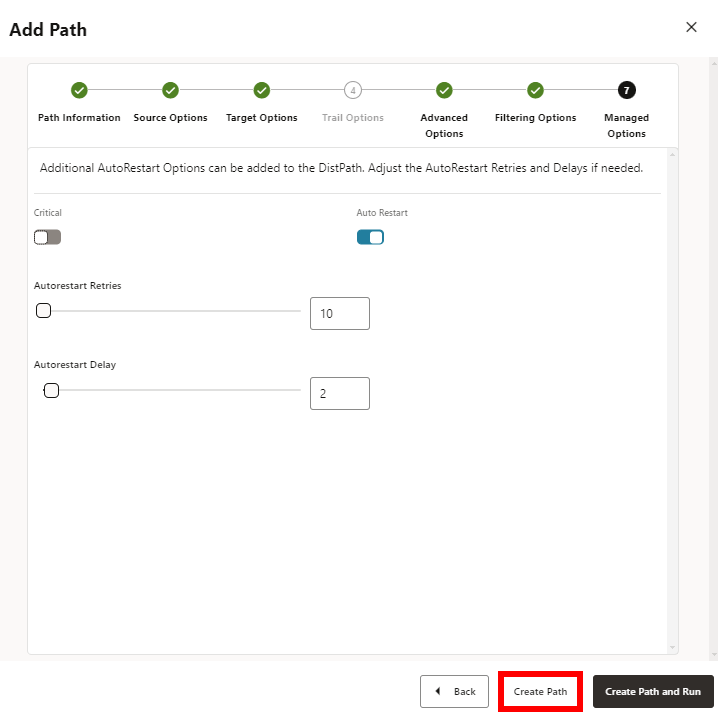 Add Path
4
7
Path Information
Source Options
Target Options
Trail Options
Advanced
Options
Filtering Options
Managed
Options
Additional AutoRestart Options can be added to the DistPath. Adjust the AutoRestart Retries and Delays if needed.
Critical
Auto Restart
Autorestart Retries
10
Autorestart Delay
2
Back
Create Path
Create Path and Run